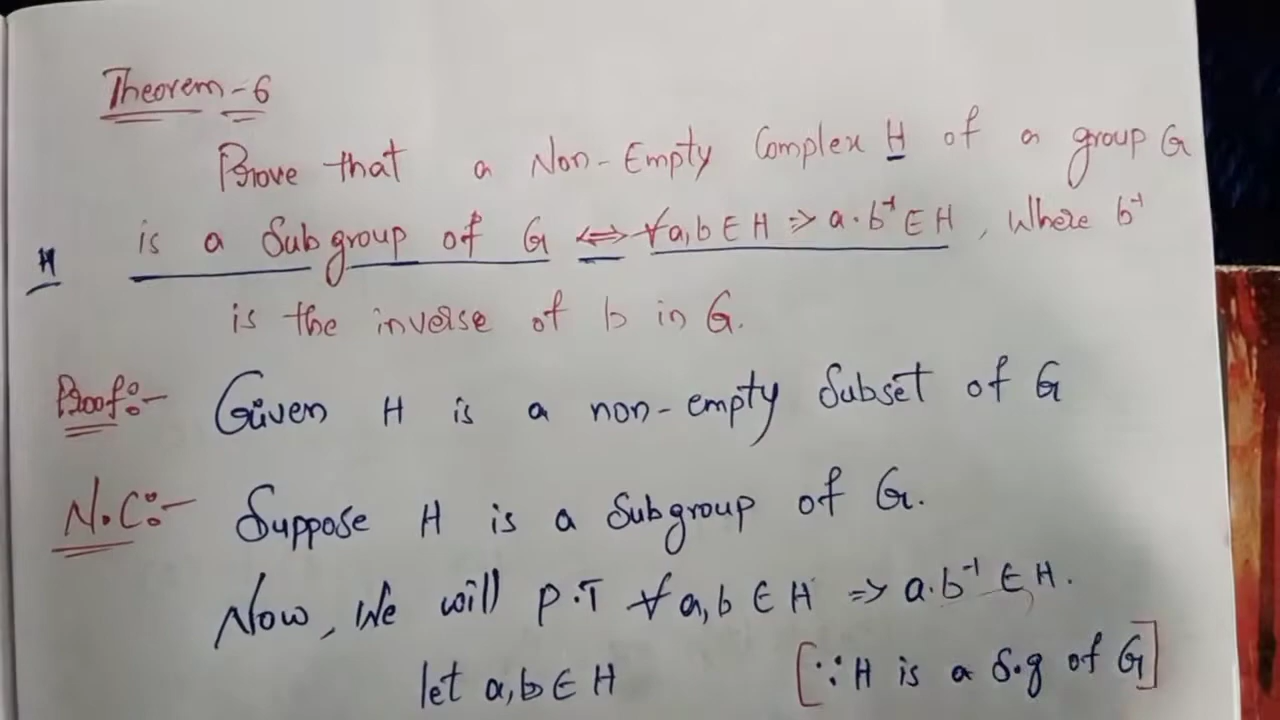 Theorem-6
Prove that a Non-Empty Complex H of a group G
is a Subgroup of G ⇔ ∀a,b∈H ⇒ a·b⁻¹∈H, Where b⁻¹
H
is the inverse of b in G.
Proof:- Given H is a non-empty Subset of G
N.C:- Suppose H is a Subgroup of G.
Now, We will P.T ∀a,b∈H ⇒ a.b⁻¹∈H.
let a,b∈H [∵H is a S.g of G]